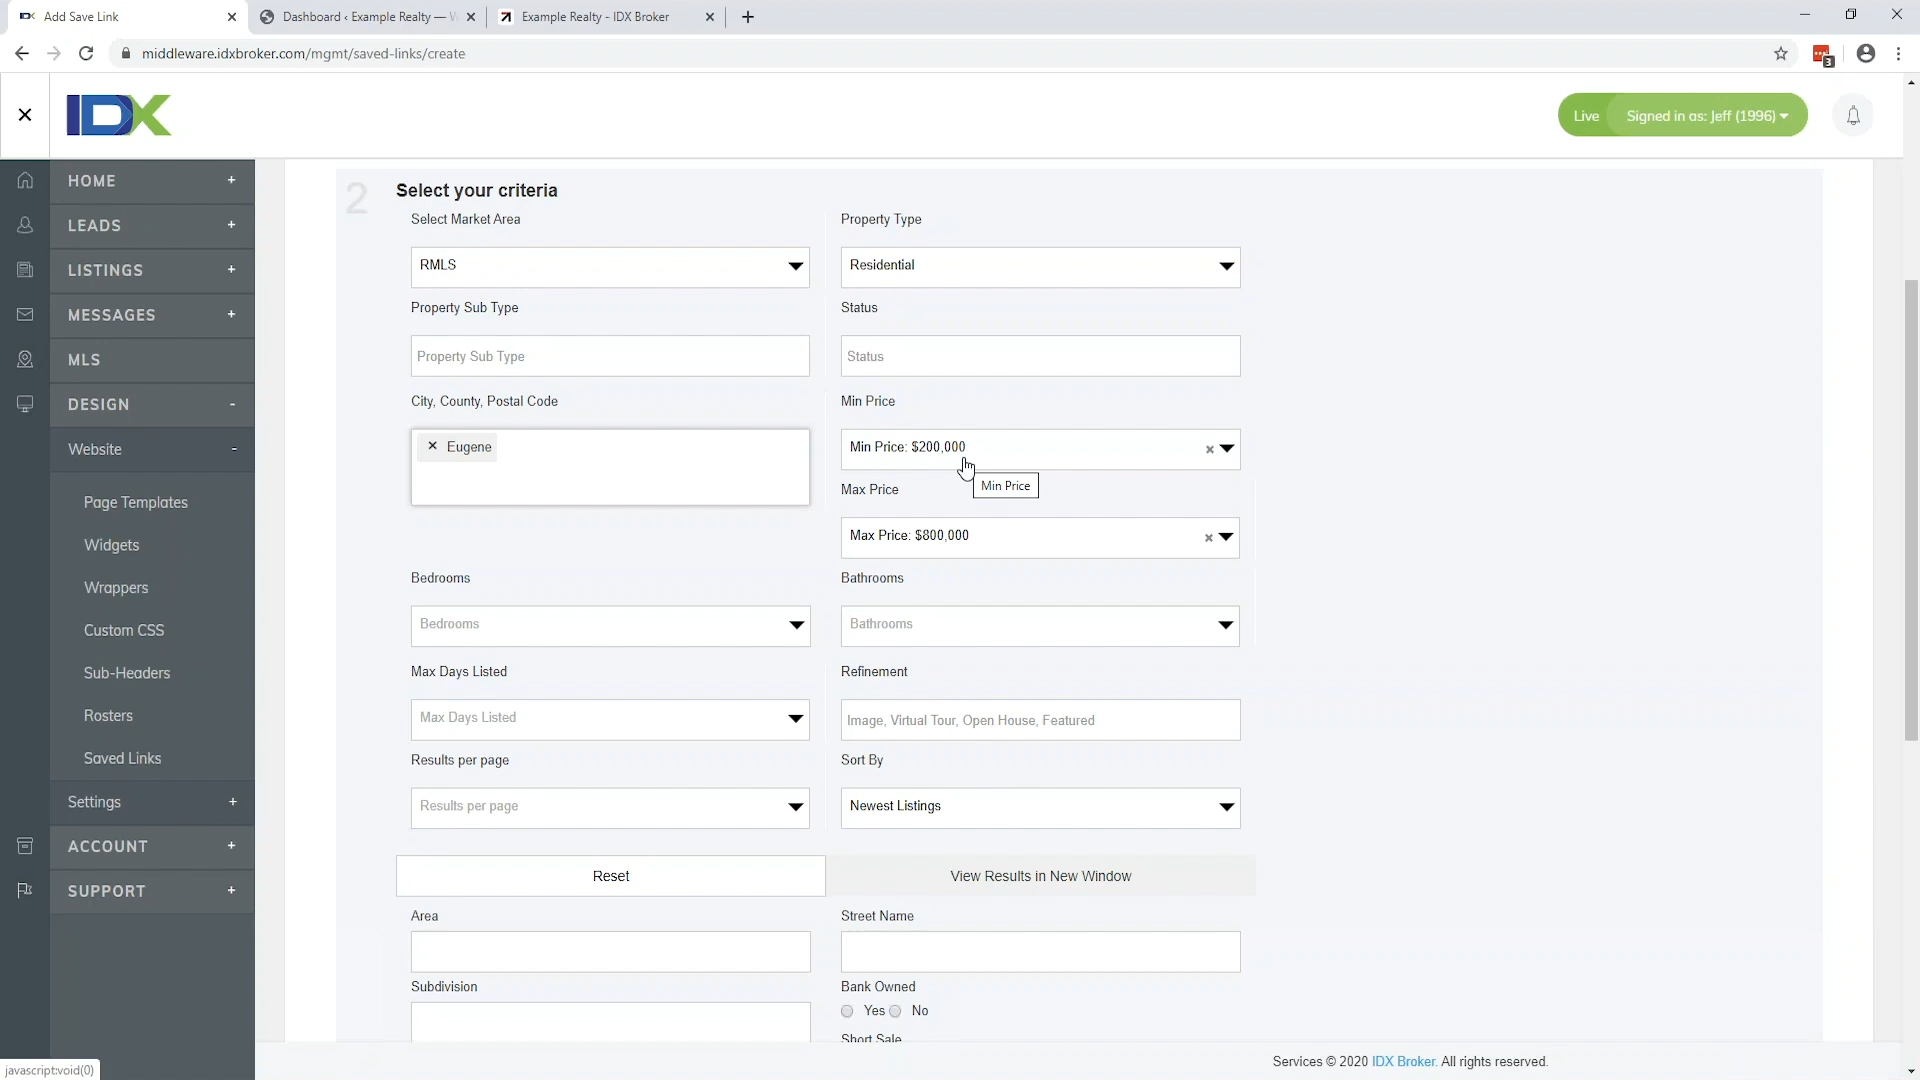 Add Save Link
Dashboard ‹ Example Realty — W
Example Realty - IDX Broker
middleware.idxbroker.com/mgmt/saved-links/create
3
IDX
Live
Signed in as: Jeff (1996)
HOME +
LEADS +
LISTINGS +
MESSAGES +
MLS
DESIGN -
Website -
Page Templates
Widgets
Wrappers
Custom CSS
Sub-Headers
Rosters
Saved Links
Settings +
ACCOUNT +
SUPPORT +
2 Select your criteria
Select Market Area
Property Type
RMLS
Residential
Property Sub Type
Status
Property Sub Type
Status
City, County, Postal Code
Min Price
× Eugene
Min Price: $200,000 ×
Min Price
Max Price
Max Price: $800,000 ×
Bedrooms
Bathrooms
Bedrooms
Bathrooms
Max Days Listed
Refinement
Max Days Listed
Image, Virtual Tour, Open House, Featured
Results per page
Sort By
Results per page
Newest Listings
Reset
View Results in New Window
Area
Street Name
Subdivision
Bank Owned
Yes No
Short Sale
Services © 2020 IDX Broker. All rights reserved.
javascript:void(0)